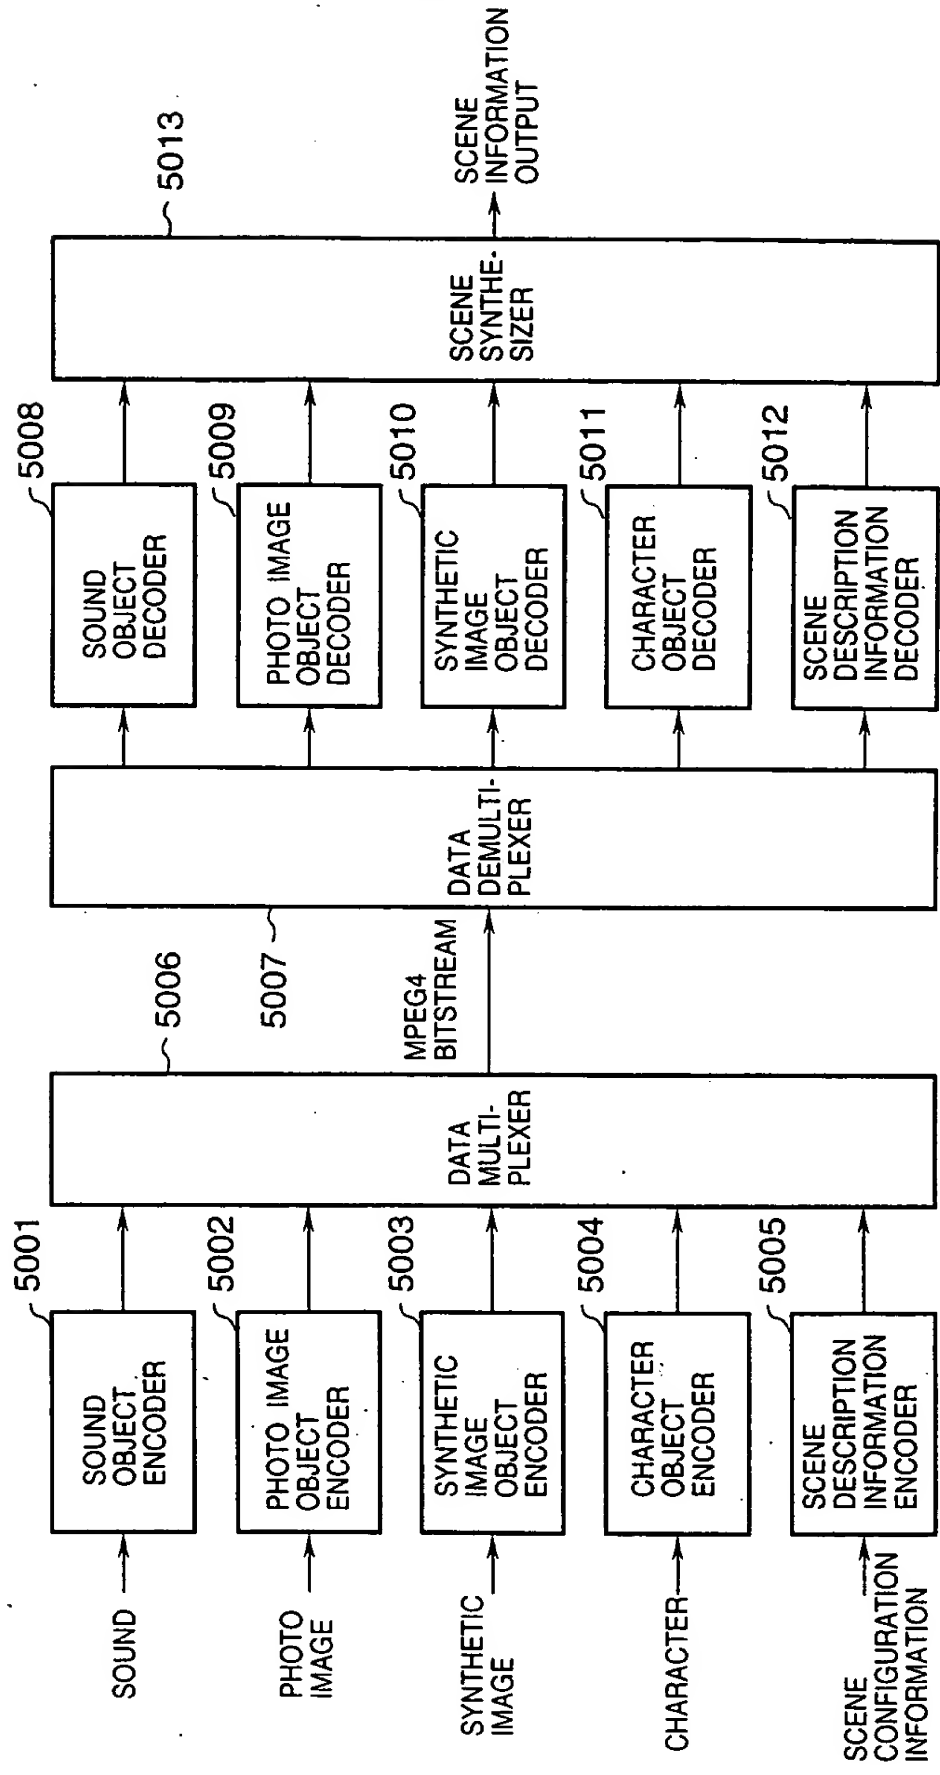 SOUND
PHOTO
IMAGE
SYNTHETIC
IMAGE
CHARACTER
SCENE
CONFIGURATION
INFORMATION
5001
SOUND
OBJECT
ENCODER
5002
PHOTO IMAGE
OBJECT
ENCODER
5003
SYNTHETIC
IMAGE
OBJECT
ENCODER
5004
CHARACTER
OBJECT
ENCODER
5005
SCENE
DESCRIPTION
INFORMATION
ENCODER
5006
DATA
MULTI-
PLEXER
MPEG4
BITSTREAM
5007
DATA
DEMULTI-
PLEXER
5008
SOUND
OBJECT
DECODER
5009
PHOTO IMAGE
OBJECT
DECODER
5010
SYNTHETIC
IMAGE
OBJECT
DECODER
5011
CHARACTER
OBJECT
DECODER
5012
SCENE
DESCRIPTION
INFORMATION
DECODER
5013
SCENE
SYNTHE-
SIZER
SCENE
INFORMATION
OUTPUT